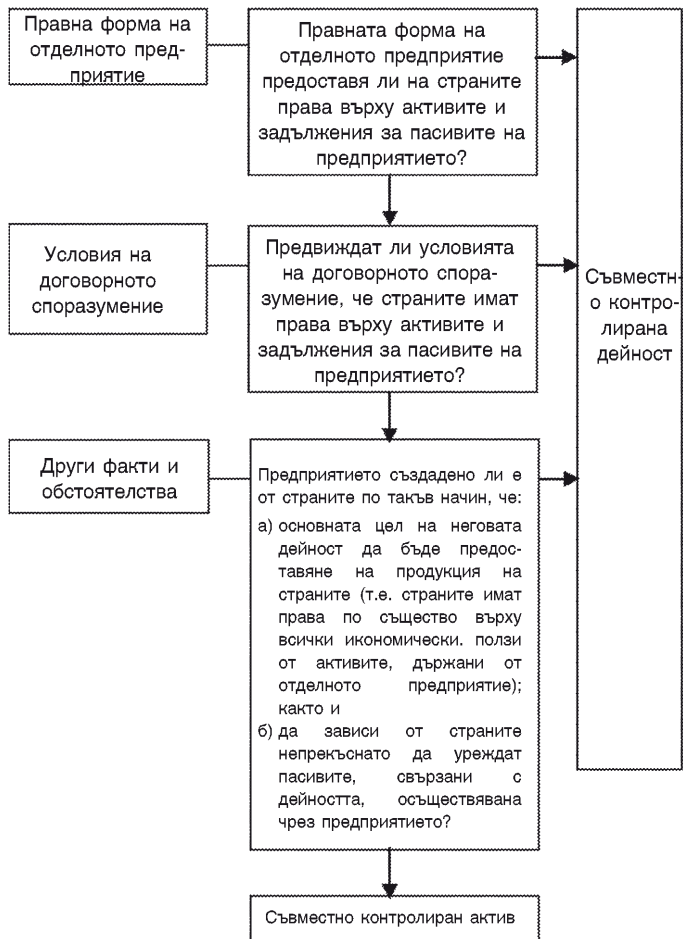 Правна форма на
отделното пред-
приятие
Правната форма на
отделното предприятие
предоставя ли на страните
права върху активите и
задължения за пасивите на
предприятието?
Условия на
договорното
споразумение
Предвиждат ли условията
на договорното спора-
зумение, че страните имат
права върху активите и
задължения за пасивите на
предприятието?
Съвместн-
о контро-
лирана
дейност
Други факти и
обстоятелства
Предприятието създадено ли е
от страните по такъв начин, че:
а) основната цел на неговата
дейност да бъде предос-
тавяне на продукция на
страните (т.е. страните имат
права по същество върху
всички икономически. ползи
от активите, държани от
отделното предприятие);
както и
б) да зависи от страните
непрекъснато да уреждат
пасивите, свързани с
дейността, осъществявана
чрез предприятието?
Съвместно контролиран актив